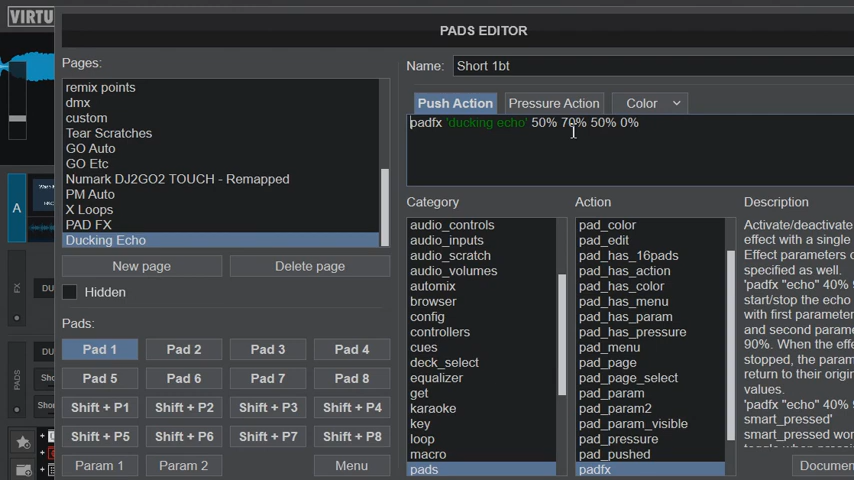 VIRTU
PADS EDITOR
Pages:
remix points
dmx
custom
Tear Scratches
GO Auto
GO Etc
Numark DJ2GO2 TOUCH - Remapped
PM Auto
X Loops
PAD FX
Ducking Echo
New page
Delete page
Hidden
Pads:
Pad 1
Pad 2
Pad 3
Pad 4
Pad 5
Pad 6
Pad 7
Pad 8
Shift + P1
Shift + P2
Shift + P3
Shift + P4
Shift + P5
Shift + P6
Shift + P7
Shift + P8
Param 1
Param 2
Menu
Name:
Short 1bt
Push Action
Pressure Action
Color
padfx 'ducking echo' 50% 70% 50% 0%
Category
audio_controls
audio_inputs
audio_scratch
audio_volumes
automix
browser
config
controllers
cues
deck_select
equalizer
get
karaoke
key
loop
macro
pads
Action
pad_color
pad_edit
pad_has_16pads
pad_has_action
pad_has_color
pad_has_menu
pad_has_param
pad_has_pressure
pad_menu
pad_page
pad_page_select
pad_param
pad_param2
pad_param_visible
pad_pressure
pad_pushed
padfx
Description
Activate/deactivate
effect with a single
Effect parameters c
specified as well.
'padfx "echo" 40% 9
start/stop the echo
with first parameter
and second parame
90%. When the effe
stopped, the param
return to their origin
values.
'padfx "echo" 40% 9
smart_pressed'
smart_pressed wor
Documen
A
FX
PADS
DU
DU
Sho
Shor